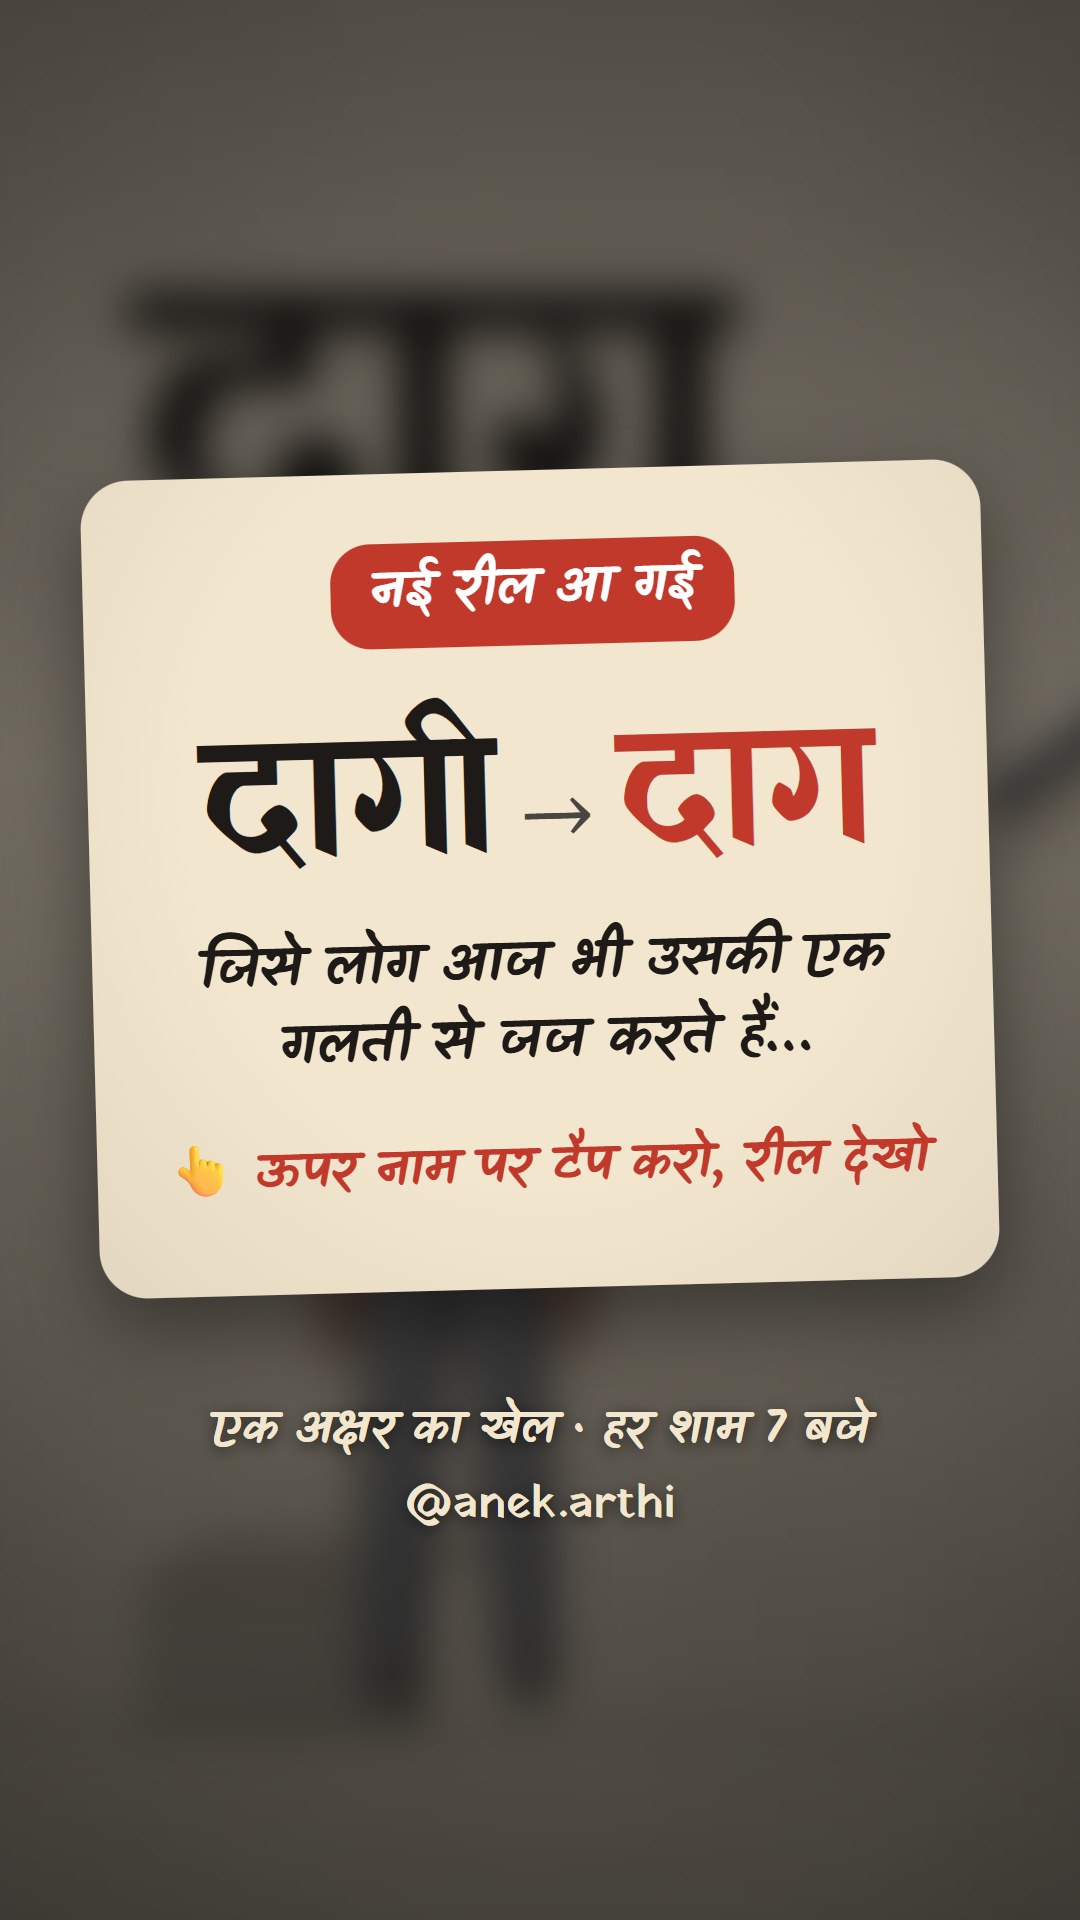 दाग
नई रील आ गई
दागी → दाग
जिसे लोग आज भी उसकी एक
गलती से जज करते हैं...
👆 ऊपर नाम पर टैप करो, रील देखो
एक अक्षर का खेल · हर शाम 7 बजे
@anek.arthi